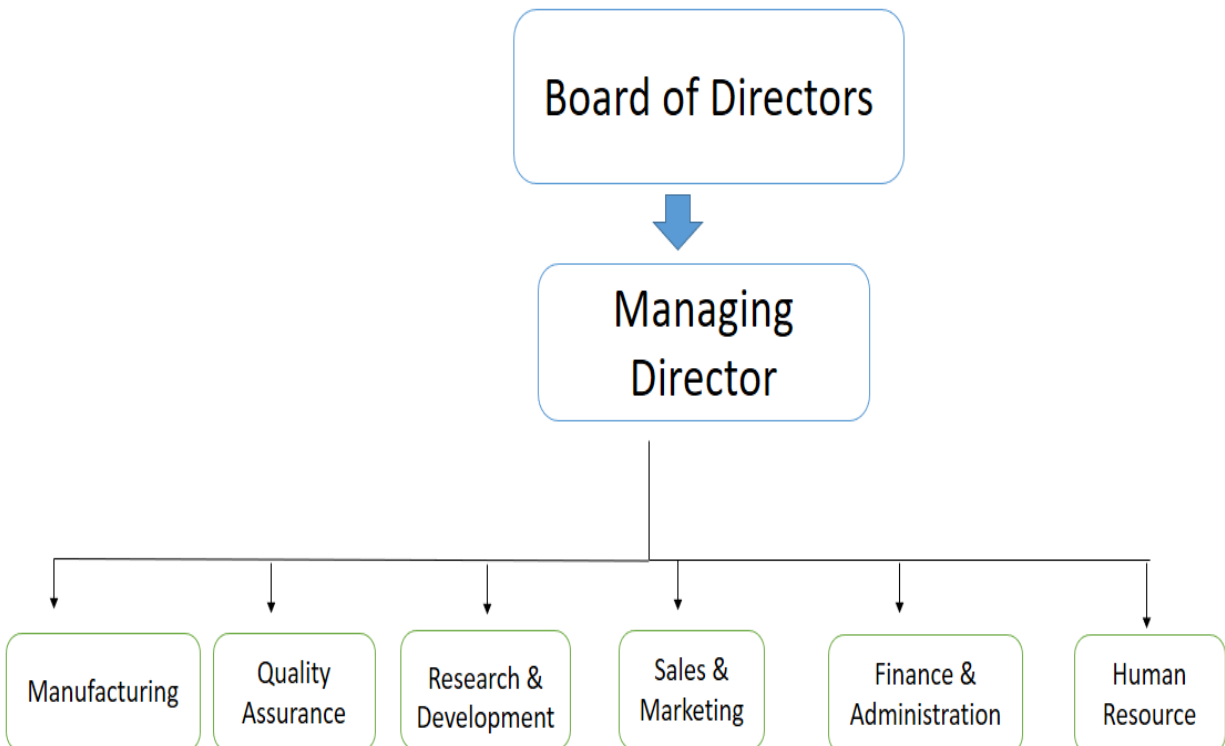 Board of Directors
Managing
Director
Manufacturing
Quality
Assurance
Research &
Development
Sales &
Marketing
Finance &
Administration
Human
Resource